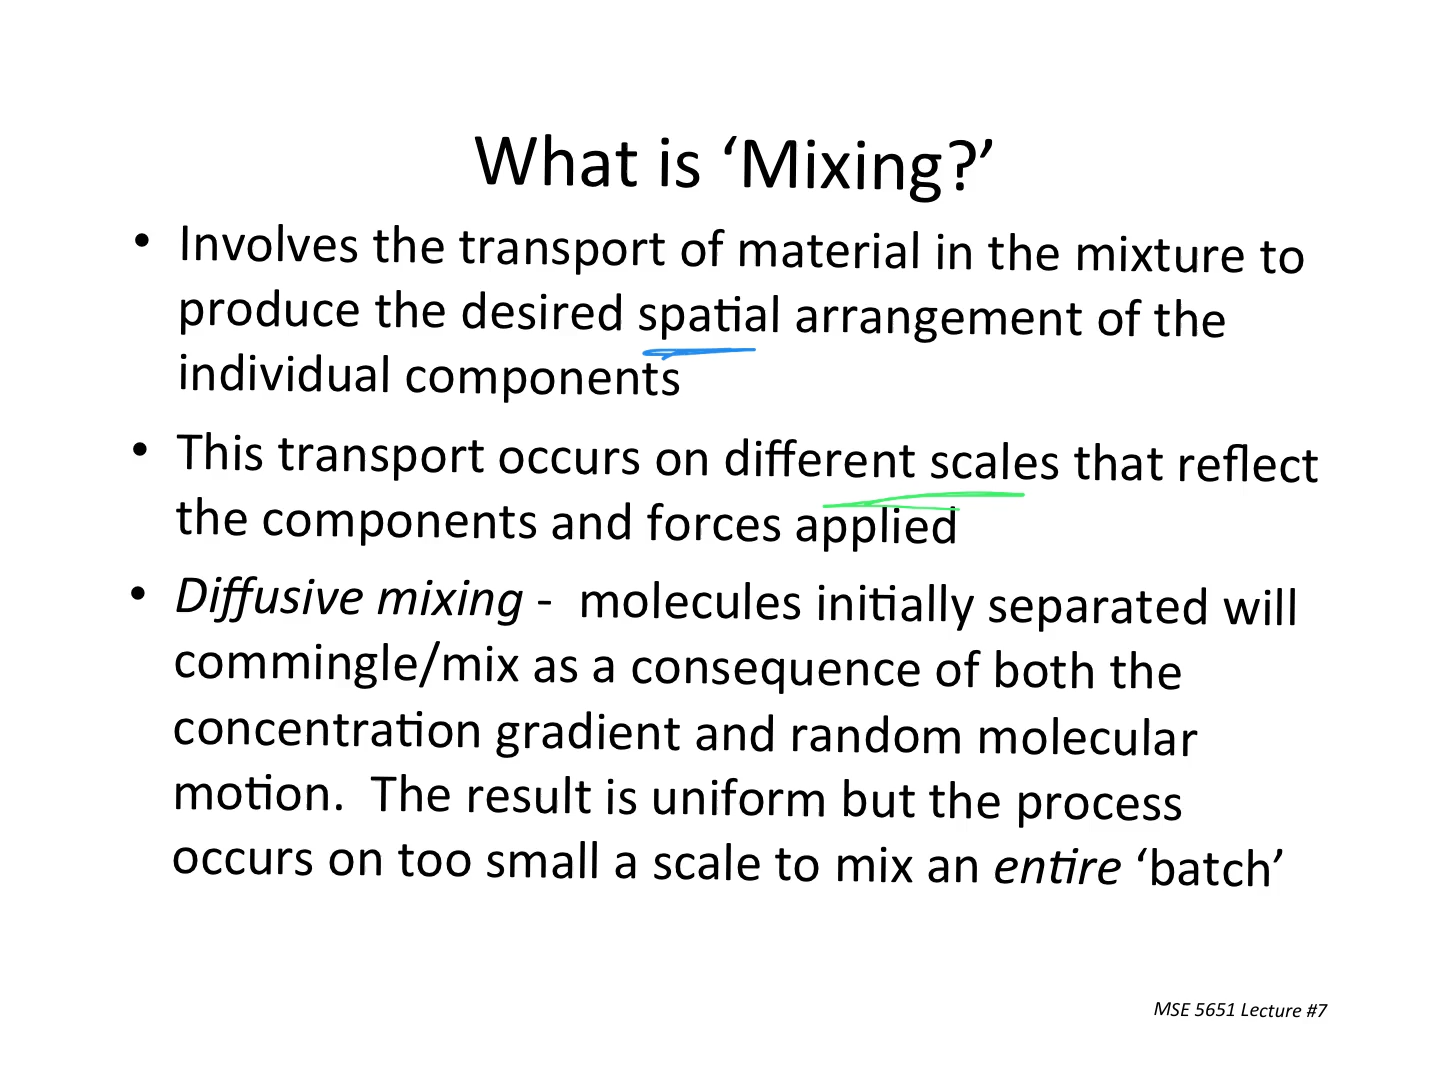 What is ‘Mixing?’
• Involves the transport of material in the mixture to
produce the desired spatial arrangement of the
individual components
• This transport occurs on different scales that reflect
the components and forces applied
• Diffusive mixing - molecules initially separated will
commingle/mix as a consequence of both the
concentration gradient and random molecular
motion. The result is uniform but the process
occurs on too small a scale to mix an entire ‘batch’
MSE 5651 Lecture #7